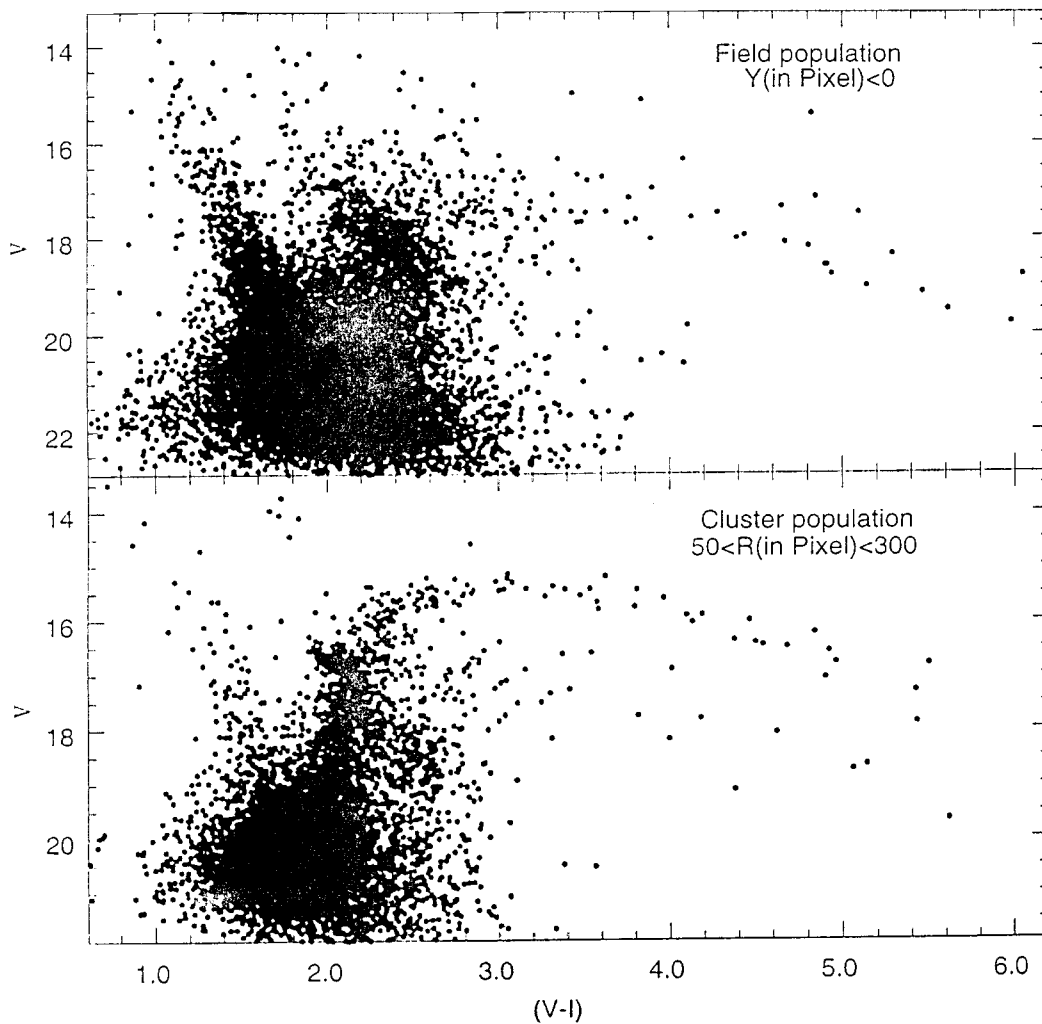 Field population
Y(in Pixel)<0
14
16
18
20
22
V
Cluster population
50<R(in Pixel)<300
14
16
18
20
V
1.0 2.0 3.0 4.0 5.0 6.0
(V-I)